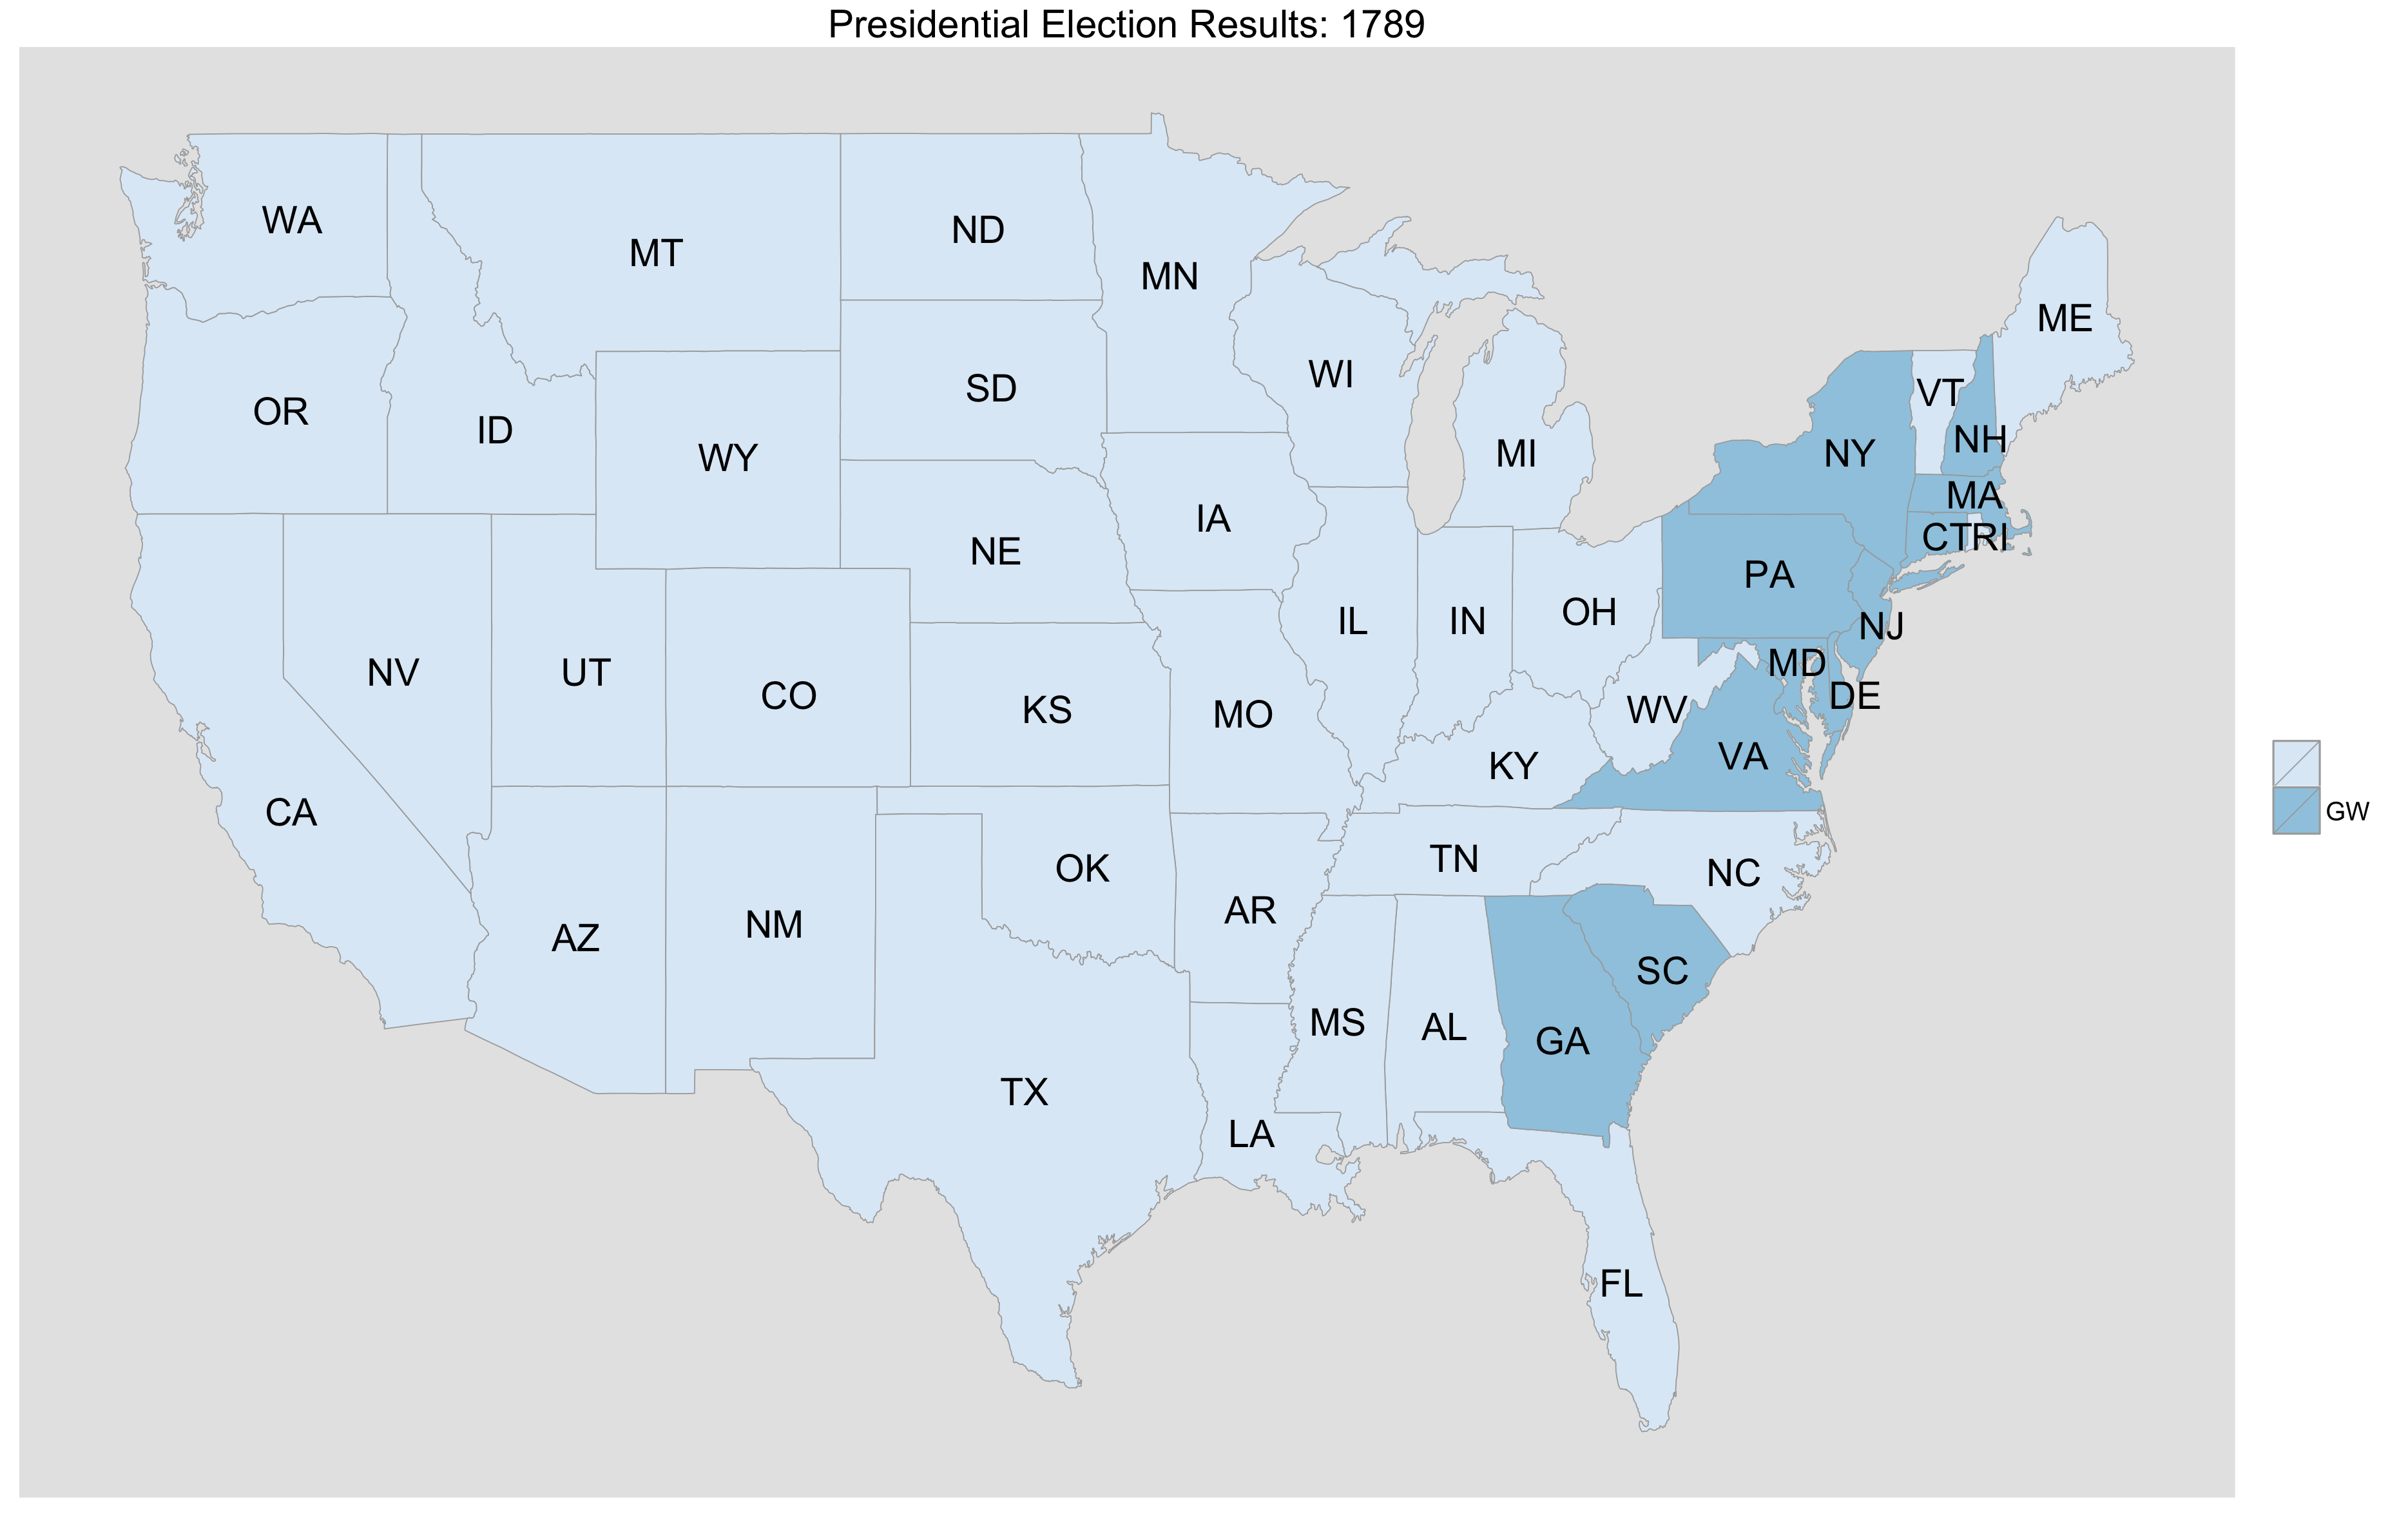 Presidential Election Results: 1789
WA
MT
ND
MN
ME
OR
ID
WY
SD
WI
MI
NY
VT
NH
MA
CT
RI
IA
NE
PA
NJ
NV
UT
CO
KS
MO
IL
IN
OH
WV
MD
DE
VA
KY
GW
CA
AZ
NM
OK
AR
TN
NC
SC
MS
AL
GA
TX
LA
FL